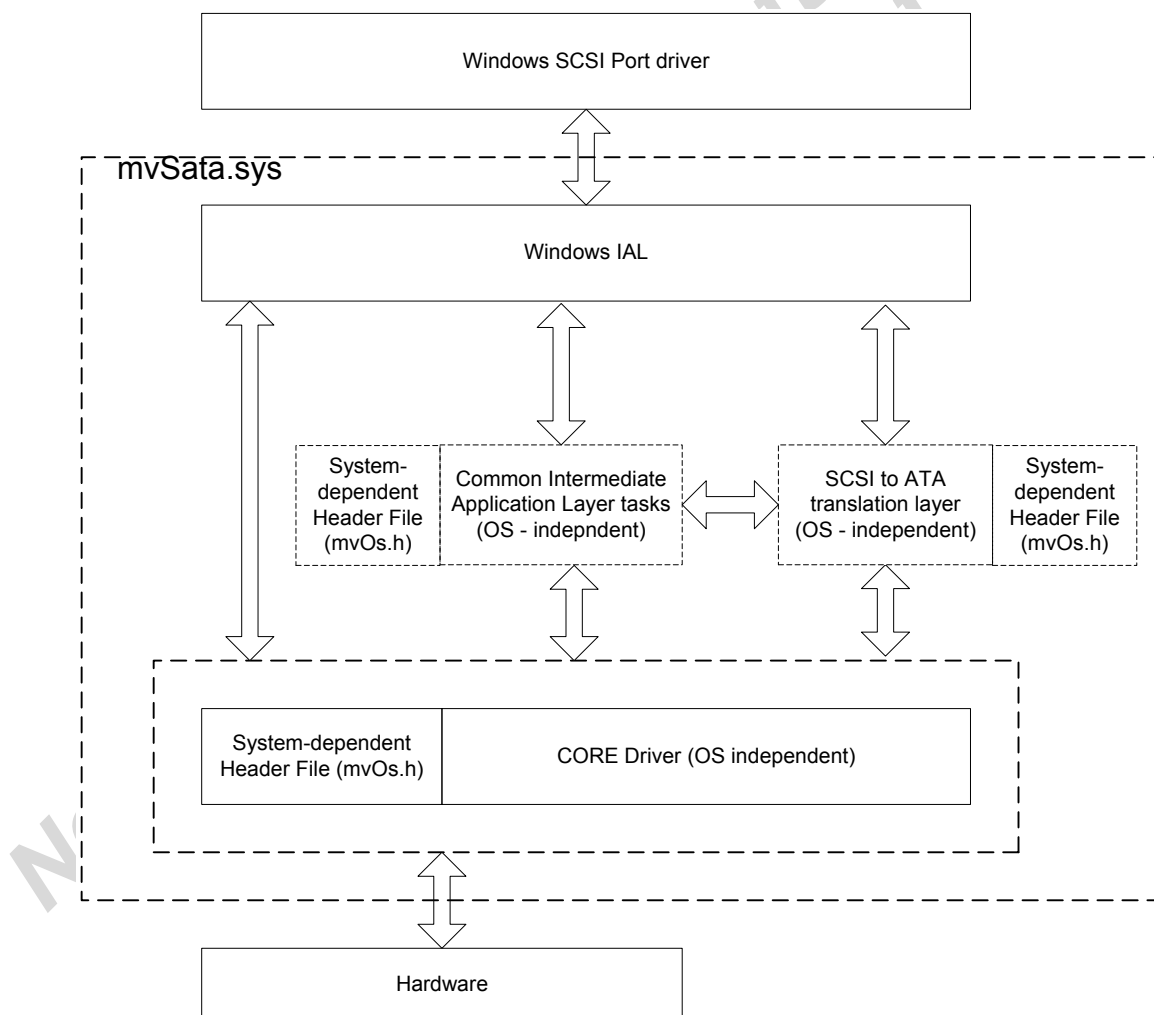 Windows SCSI Port driver
mvSata.sys
Windows IAL
System-
dependent
Header File
(mvOs.h)
Common Intermediate
Application Layer tasks
(OS - indepndent)
SCSI to ATA
translation layer
(OS - independent)
System-
dependent
Header File
(mvOs.h)
System-dependent
Header File (mvOs.h)
CORE Driver (OS independent)
Hardware